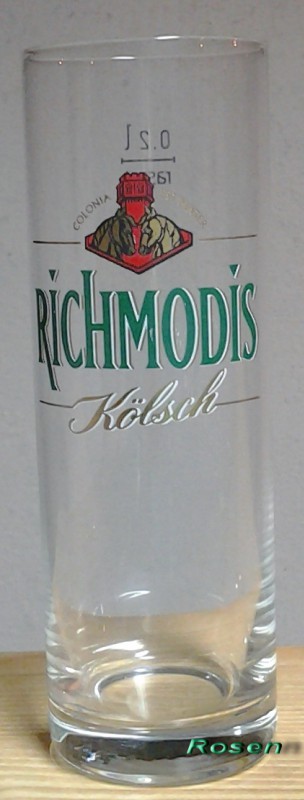 0.2 l
COLONIA
RiCHMODiS
Kölsch
Rosen